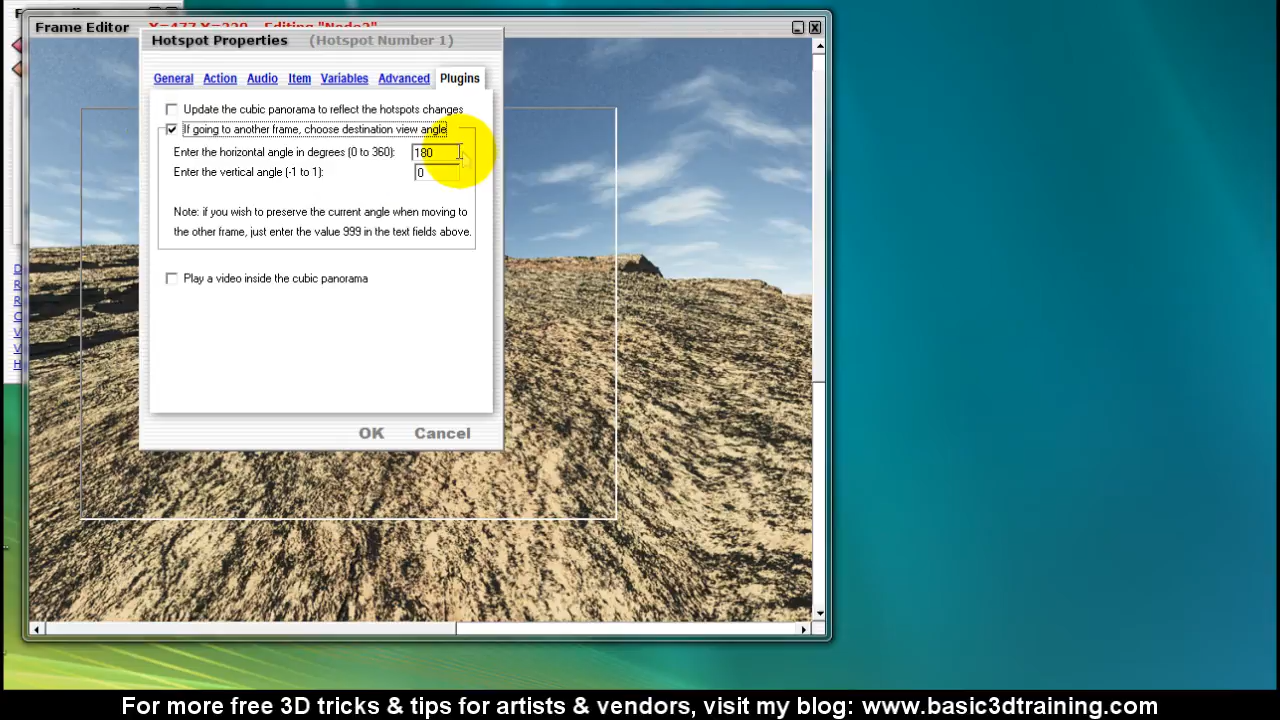 Frame Editor
Hotspot Properties (Hotspot Number 1)
General Action Audio Item Variables Advanced Plugins
Update the cubic panorama to reflect the hotspots changes
If going to another frame, choose destination view angle
Enter the horizontal angle in degrees (0 to 360): 180
Enter the vertical angle (-1 to 1): 0
Note: if you wish to preserve the current angle when moving to
the other frame, just enter the value 999 in the text fields above.
Play a video inside the cubic panorama
OK Cancel
For more free 3D tricks & tips for artists & vendors, visit my blog: www.basic3dtraining.com